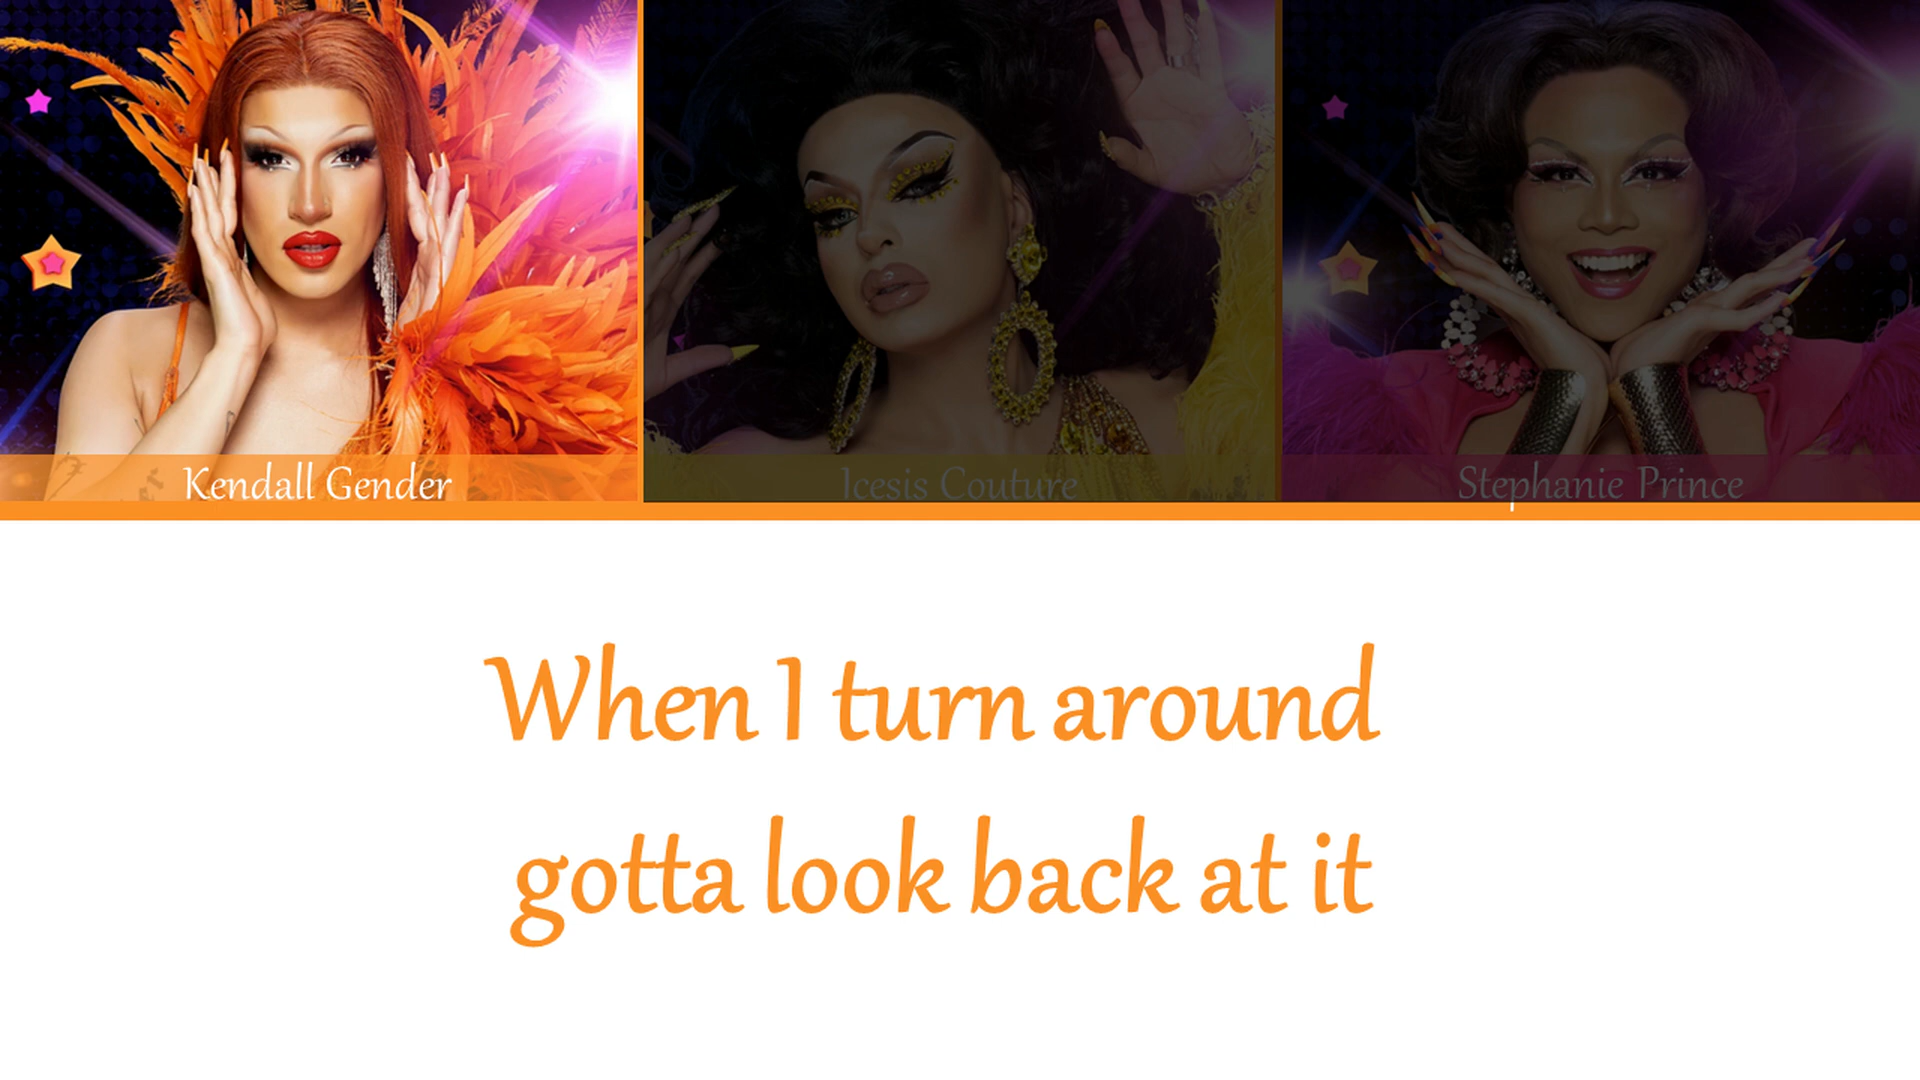 Kendall Gender
Icesis Couture
Stephanie Prince
When I turn around
gotta look back at it